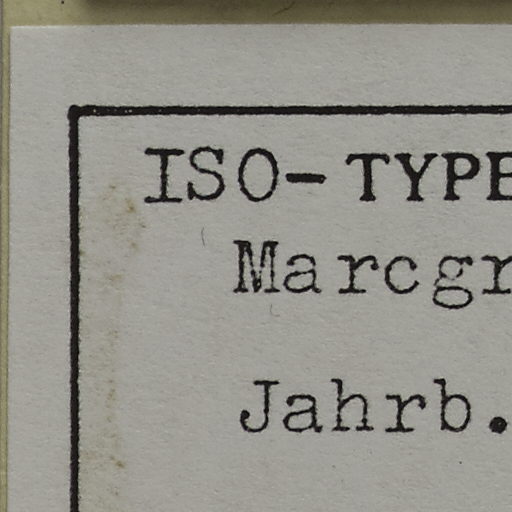 ISO-TYPE
Marcgr
Jahrb.